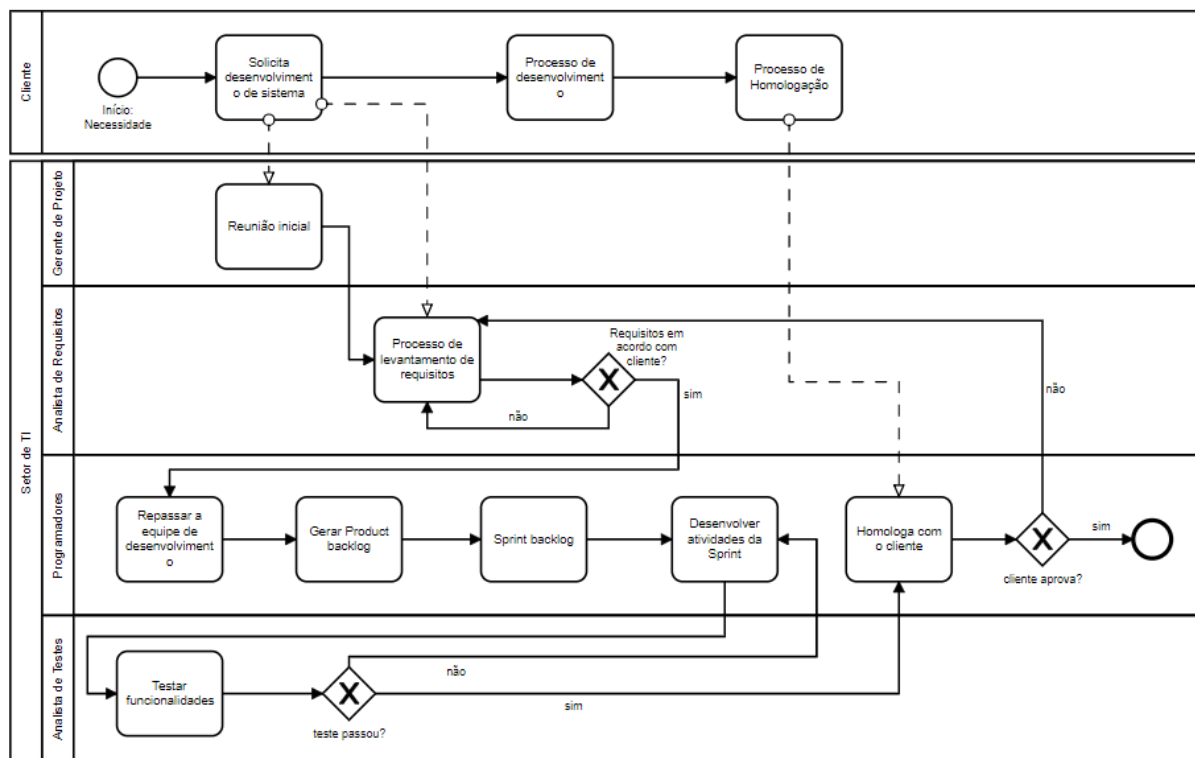 Cliente
Início:
Necessidade
Solicita
desenvolviment
o de sistema
Processo de
desenvolviment
o
Processo de
Homologação
Setor de TI
Gerente de Projeto
Reunião inicial
Analista de Requisitos
Processo de
levantamento de
requisitos
Requisitos em
acordo com
cliente?
não
sim
não
Programadores
Repassar a
equipe de
desenvolviment
o
Gerar Product
backlog
Sprint backlog
Desenvolver
atividades da
Sprint
Homologa com
o cliente
cliente aprova?
sim
Analista de Testes
Testar
funcionalidades
teste passou?
não
sim